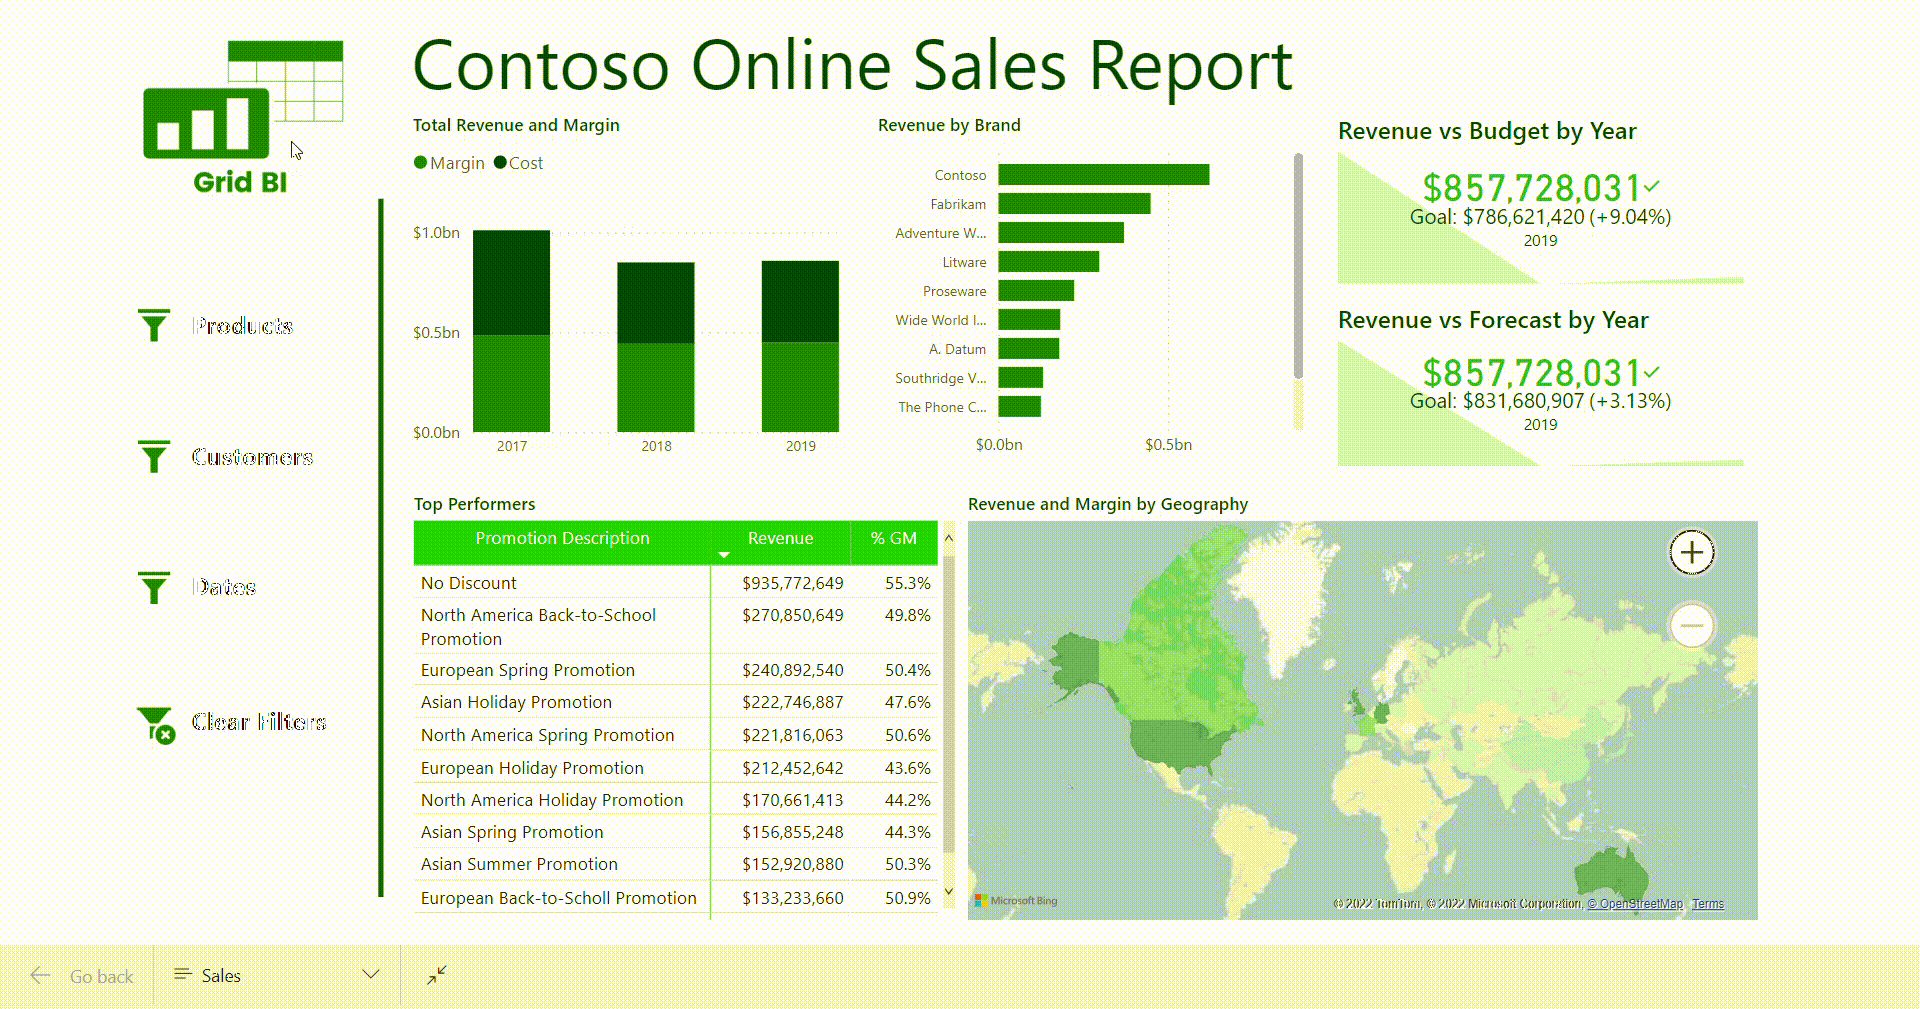 Contoso Online Sales Report
Grid BI
Products
Customers
Dates
Clear Filters
Total Revenue and Margin
Margin Cost
$1.0bn
$0.5bn
$0.0bn
2017 2018 2019
Revenue by Brand
Contoso
Fabrikam
Adventure W...
Litware
Proseware
Wide World I...
A. Datum
Southridge V...
The Phone C...
$0.0bn $0.5bn
Revenue vs Budget by Year
$857,728,031
Goal: $786,621,420 (+9.04%)
2019
Revenue vs Forecast by Year
$857,728,031
Goal: $831,680,907 (+3.13%)
2019
Top Performers
Promotion Description Revenue % GM
No Discount $935,772,649 55.3%
North America Back-to-School $270,850,649 49.8%
Promotion
European Spring Promotion $240,892,540 50.4%
Asian Holiday Promotion $222,746,887 47.6%
North America Spring Promotion $221,816,063 50.6%
European Holiday Promotion $212,452,642 43.6%
North America Holiday Promotion $170,661,413 44.2%
Asian Spring Promotion $156,855,248 44.3%
Asian Summer Promotion $152,920,880 50.3%
European Back-to-Scholl Promotion $133,233,660 50.9%
Revenue and Margin by Geography
Microsoft Bing
© 2022 TomTom, © 2022 Microsoft Corporation, © OpenStreetMap Terms
Go back
Sales